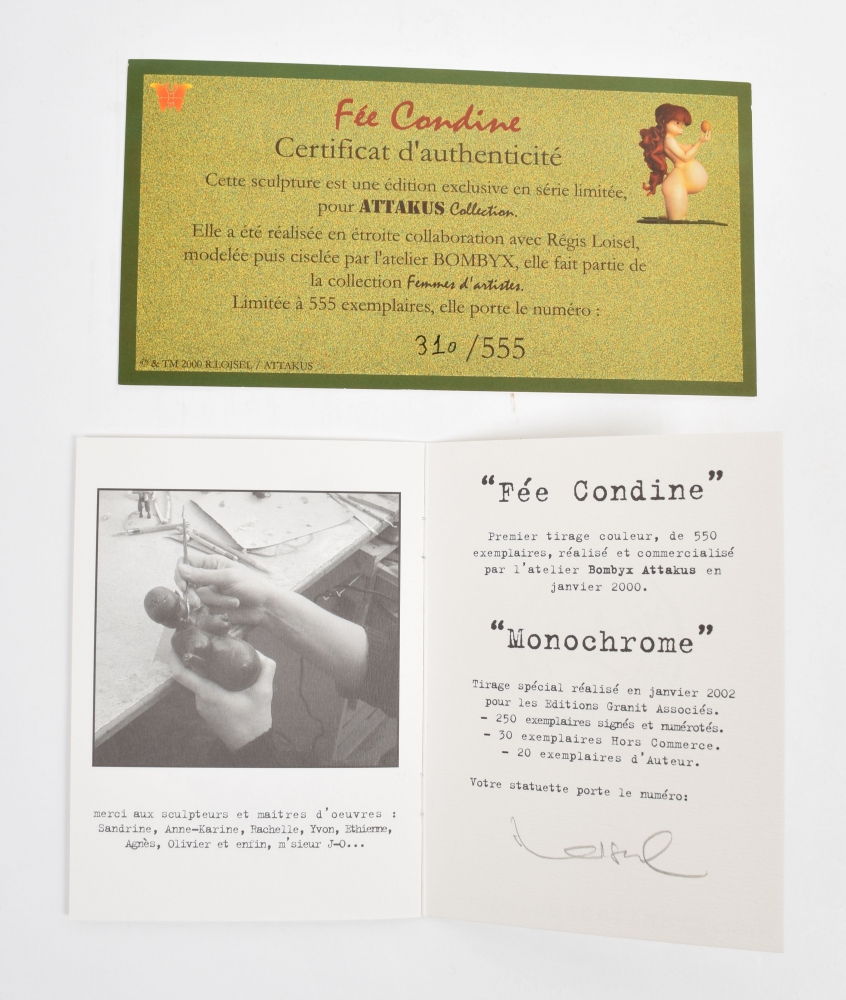 Fée Condine
Certificat d'authenticité
Cette sculpture est une édition exclusive en série limitée,
pour ATTAKUS Collection.
Elle a été réalisée en étroite collaboration avec Régis Loisel,
modelée puis ciselée par l'atelier BOMBYX, elle fait partie de
la collection Femmes d'artistes.
Limitée à 555 exemplaires, elle porte le numéro :
310 /555
© & TM 2000 R.LOISEL / ATTAKUS
merci aux sculpteurs et maitres d'oeuvres :
Sandrine, Anne-Karine, Rachelle, Yvon, Ethienne,
Agnès, Olivier et enfin, m'sieur J-O...
“Fée Condine”
Premier tirage couleur, de 550
exemplaires, réalisé et commercialisé
par l'atelier Bombyx Attakus en
janvier 2000.
“Monochrome”
Tirage spécial réalisé en janvier 2002
pour les Editions Granit Associés.
- 250 exemplaires signés et numérotés.
- 30 exemplaires Hors Commerce.
- 20 exemplaires d'Auteur.
Votre statuette porte le numéro:
Loisel